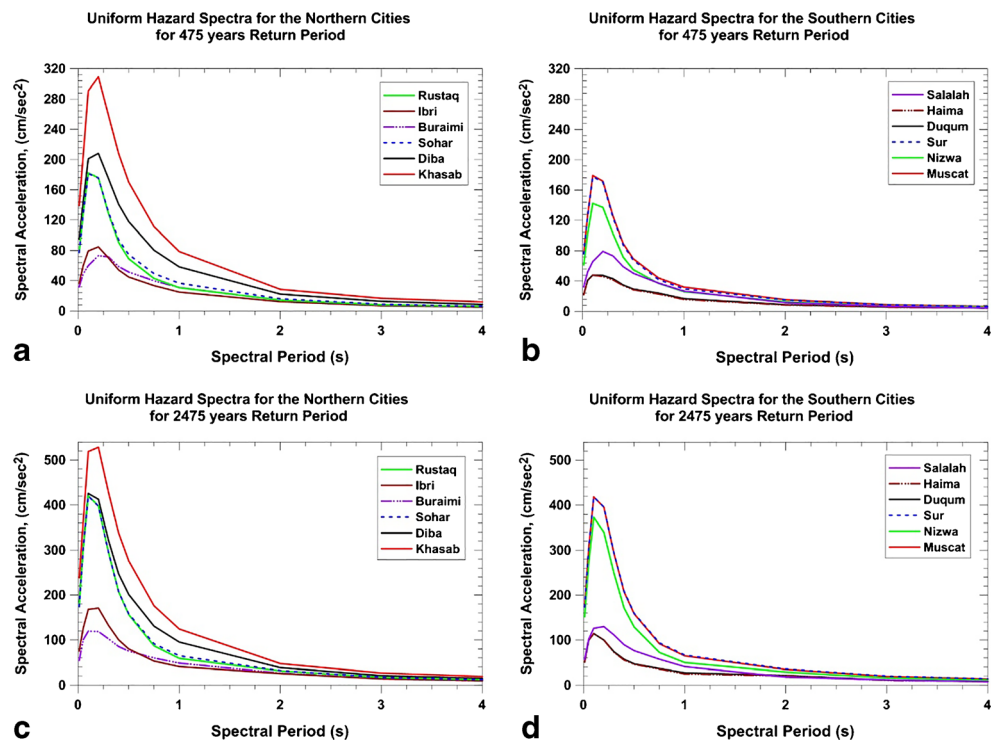 Uniform Hazard Spectra for the Northern Cities
for 475 years Return Period
320
280
240
200
160
120
80
40
0
Spectral Acceleration, (cm/sec2)
Rustaq
Ibri
Buraimi
Sohar
Diba
Khasab
0
1
2
3
4
Spectral Period (s)
a
Uniform Hazard Spectra for the Southern Cities
for 475 years Return Period
320
280
240
200
160
120
80
40
0
Spectral Acceleration, (cm/sec2)
Salalah
Haima
Duqum
Sur
Nizwa
Muscat
0
1
2
3
4
Spectral Period (s)
b
Uniform Hazard Spectra for the Northern Cities
for 2475 years Return Period
500
400
300
200
100
0
Spectral Acceleration, (cm/sec2)
Rustaq
Ibri
Buraimi
Sohar
Diba
Khasab
0
1
2
3
4
Spectral Period (s)
c
Uniform Hazard Spectra for the Southern Cities
for 2475 years Return Period
500
400
300
200
100
0
Spectral Acceleration, (cm/sec2)
Salalah
Haima
Duqum
Sur
Nizwa
Muscat
0
1
2
3
4
Spectral Period (s)
d